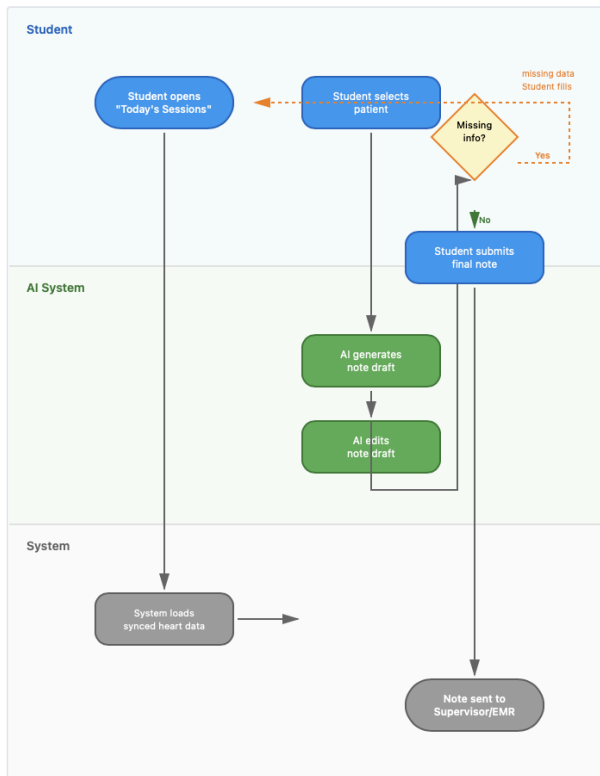 Student
Student opens
"Today's Sessions"
Student selects
patient
missing data
Student fills
Missing
info?
Yes
No
Student submits
final note
AI System
AI generates
note draft
AI edits
note draft
System
System loads
synced heart data
Note sent to
Supervisor/EMR